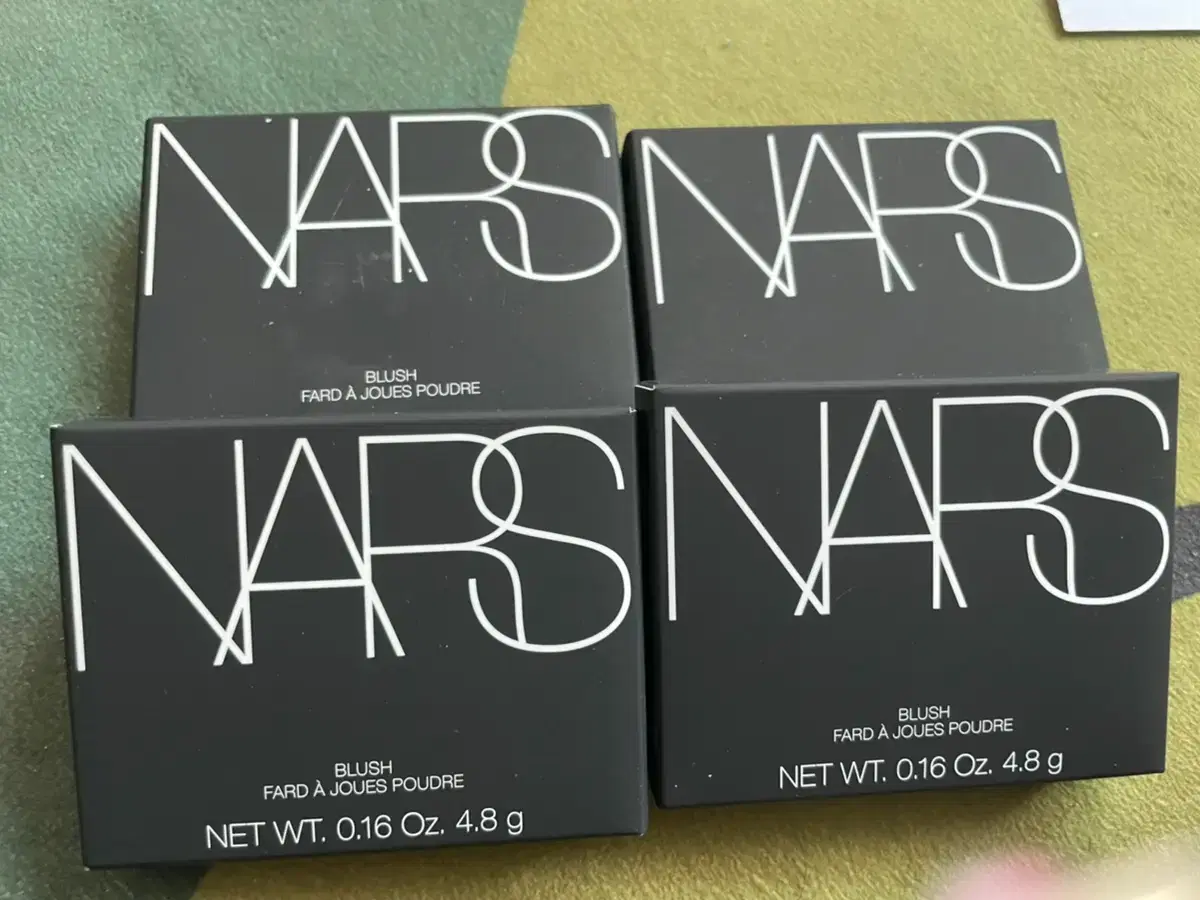 NARS
BLUSH
FARD À JOUES POUDRE
NARS
NARS
BLUSH
FARD À JOUES POUDRE
NET WT. 0.16 Oz. 4.8 g
NARS
BLUSH
FARD À JOUES POUDRE
NET WT. 0.16 Oz. 4.8 g